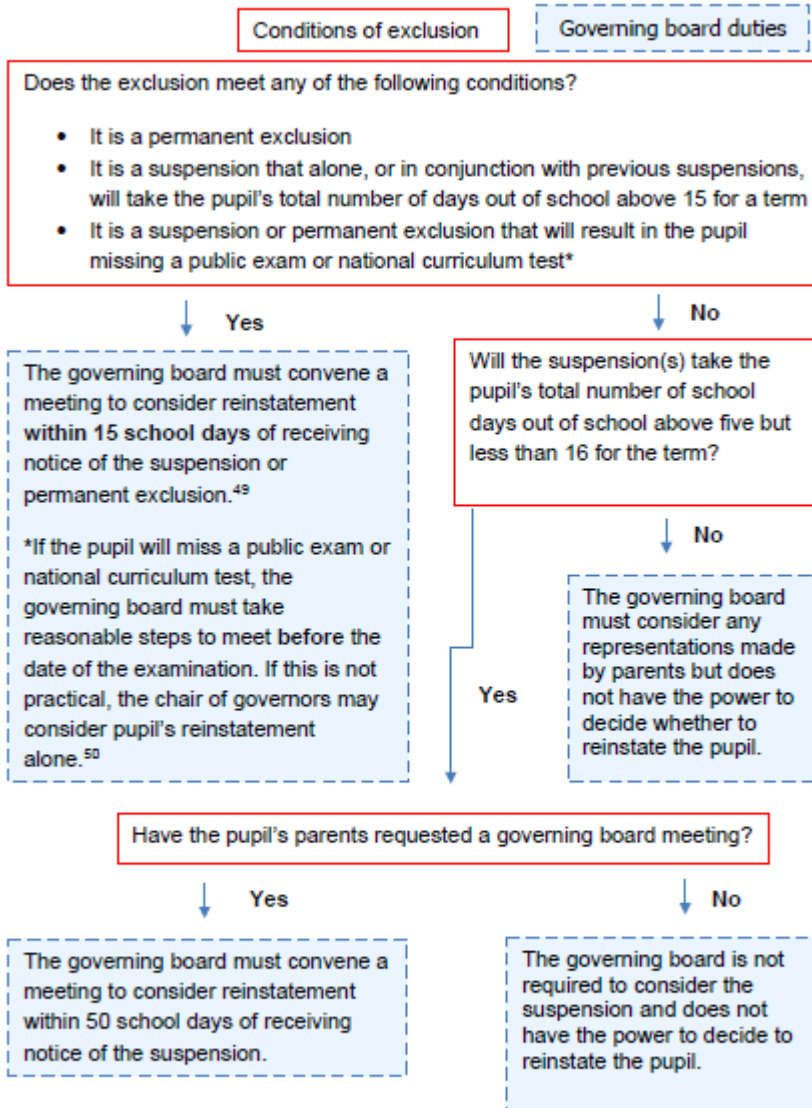 Conditions of exclusion
Governing board duties
Does the exclusion meet any of the following conditions?
• It is a permanent exclusion
• It is a suspension that alone, or in conjunction with previous suspensions,
will take the pupil's total number of days out of school above 15 for a term
• It is a suspension or permanent exclusion that will result in the pupil
missing a public exam or national curriculum test*
Yes
No
The governing board must convene a
meeting to consider reinstatement
within 15 school days of receiving
notice of the suspension or
permanent exclusion.49
*If the pupil will miss a public exam or
national curriculum test, the
governing board must take
reasonable steps to meet before the
date of the examination. If this is not
practical, the chair of governors may
consider pupil's reinstatement
alone.50
Will the suspension(s) take the
pupil's total number of school
days out of school above five but
less than 16 for the term?
No
The governing board
must consider any
representations made
by parents but does
not have the power to
decide whether to
reinstate the pupil.
Yes
Have the pupil's parents requested a governing board meeting?
Yes
No
The governing board must convene a
meeting to consider reinstatement
within 50 school days of receiving
notice of the suspension.
The governing board is not
required to consider the
suspension and does not
have the power to decide to
reinstate the pupil.